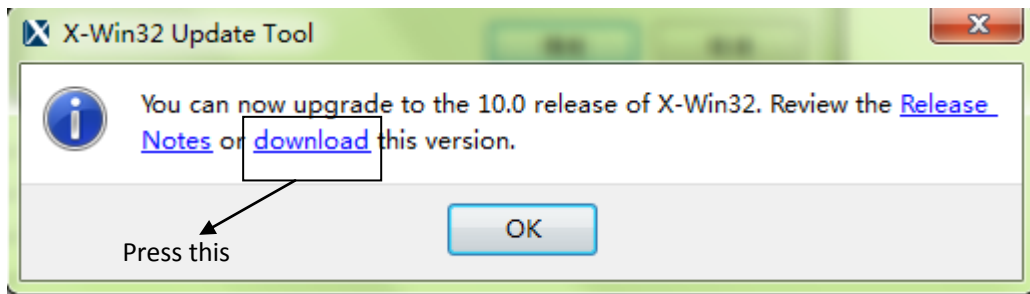 X-Win32 Update Tool
You can now upgrade to the 10.0 release of X-Win32. Review the Release
Notes or download this version.
OK
Press this